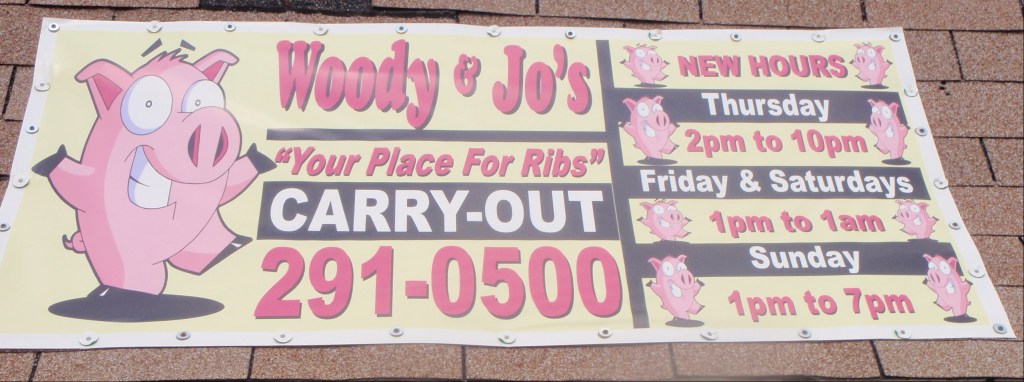 Woody & Jo's
"Your Place For Ribs"
CARRY-OUT
291-0500
NEW HOURS
Thursday
2pm to 10pm
Friday & Saturdays
1pm to 1am
Sunday
1pm to 7pm